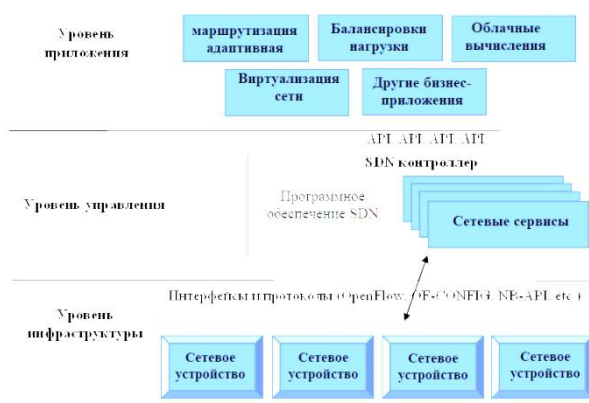 Уровень
приложения
маршрутизация
адаптивная
Балансировки
нагрузки
Облачные
вычисления
Виртуализация
сети
Другие бизнес-
приложения
API API API API
SDN контроллер
Программное
обеспечение SDN
Уровень управления
Сетевые сервисы
Интерфейсы и протоколы (OpenFlow, OF-CONFIG, NB-API, etc.)
Уровень
инфраструктуры
Сетевое
устройство
Сетевое
устройство
Сетевое
устройство
Сетевое
устройство